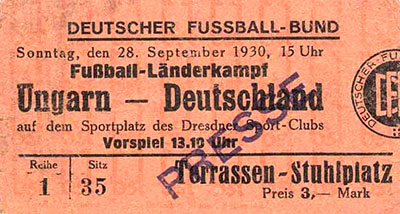 DEUTSCHER FUSSBALL-BUND
Sonntag, den 28. September 1930, 15 Uhr
Fußball-Länderkampf
Ungarn — Deutschland
auf dem Sportplatz des Dresdner Sport-Clubs
Vorspiel 13.10 Uhr
PRESSE
Reihe Sitz
1 35
Terrassen-Stuhlplatz
Preis 3,— Mark